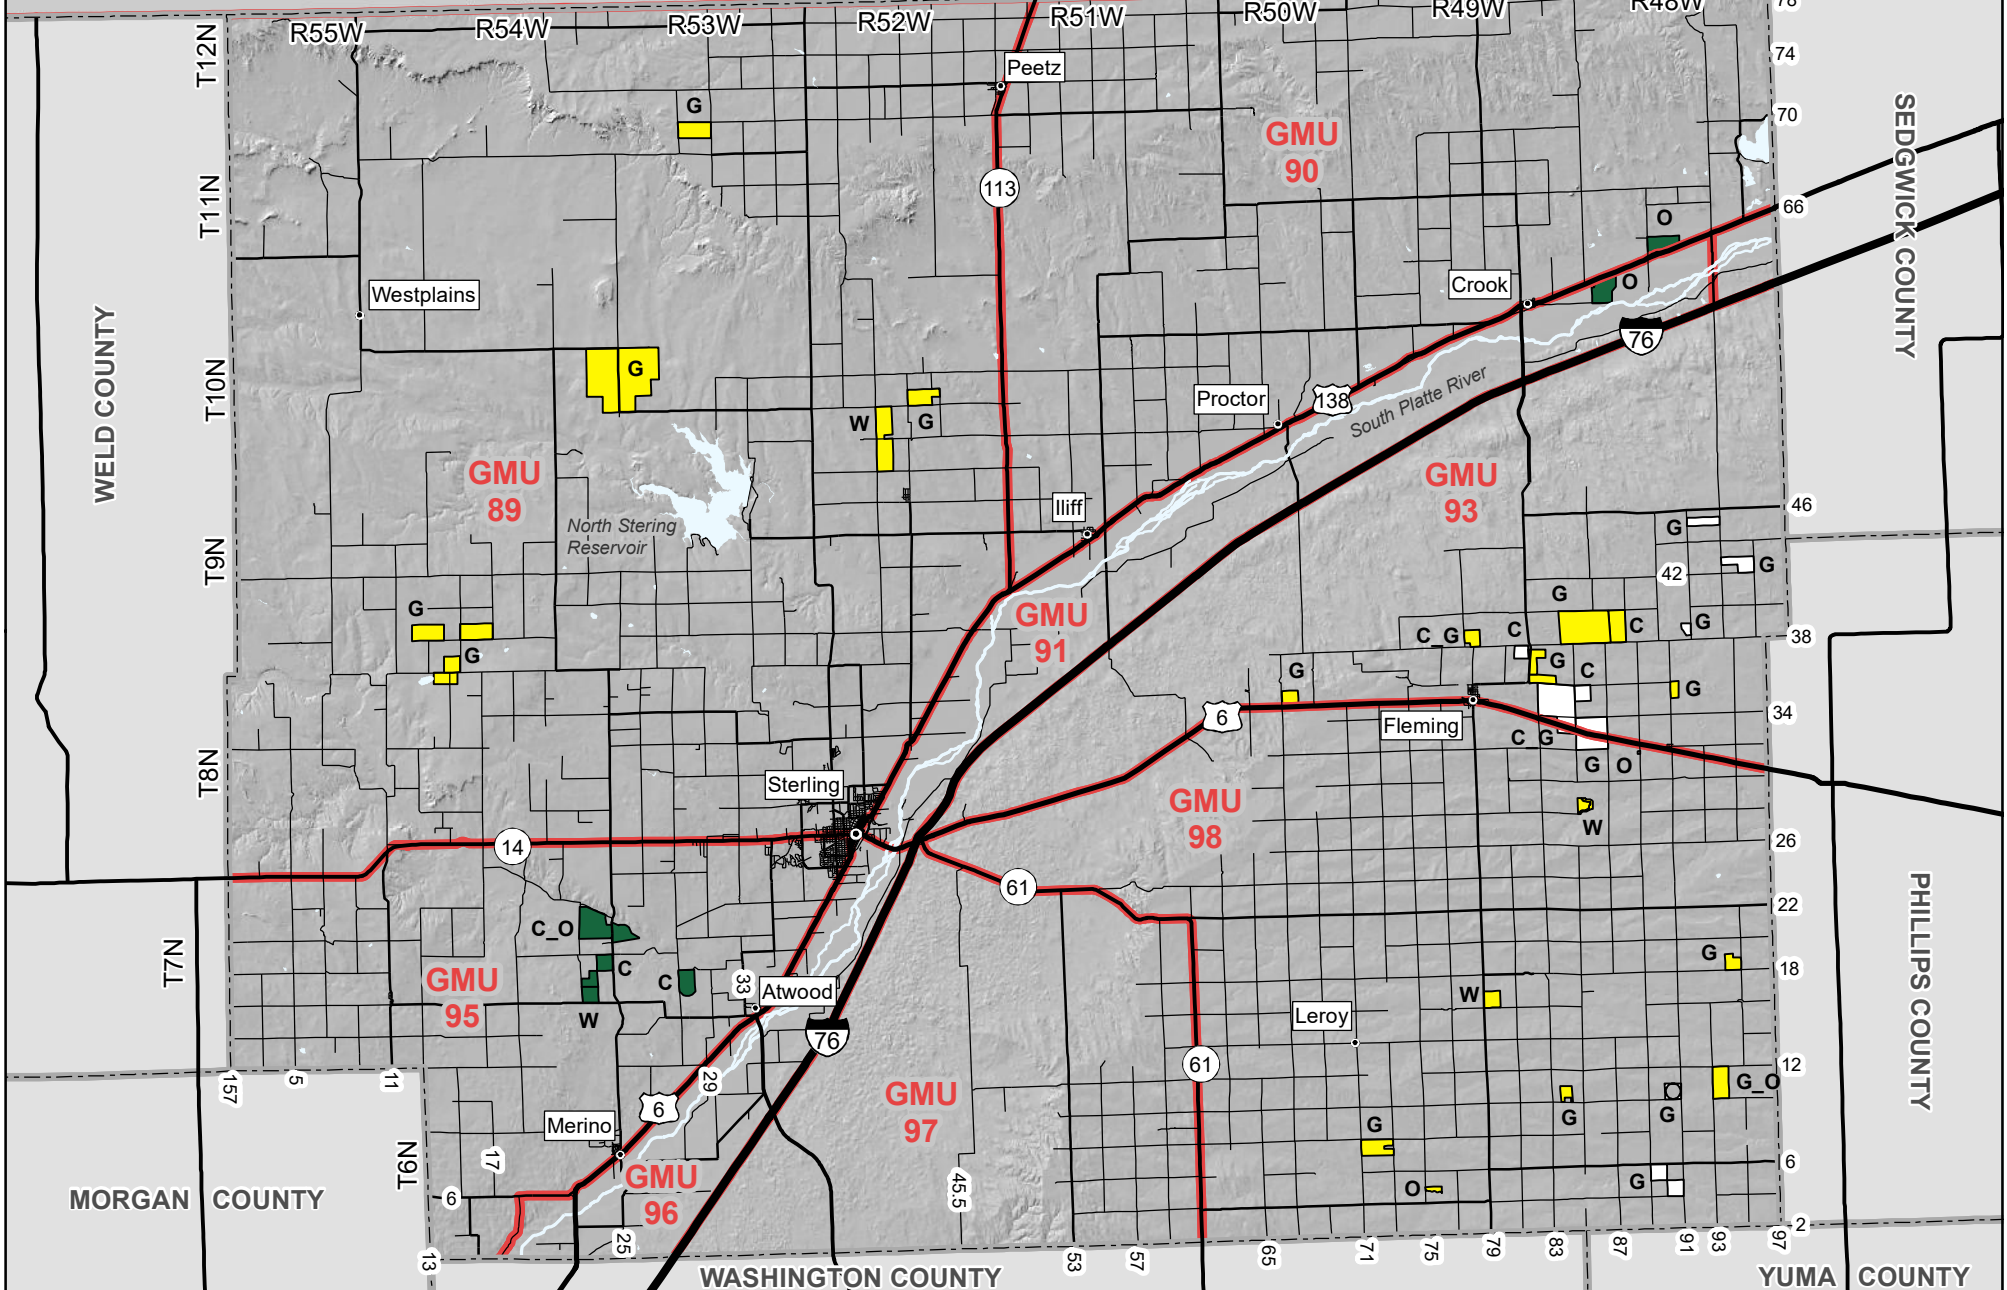 78
R55W
R54W
R53W
R52W
R51W
R50W
R49W
R48W
T12N
Peetz
74
G
70
GMU
90
SEDGWICK COUNTY
T11N
113
66
O
Westplains
Crook
O
76
WELD COUNTY
G
T10N
Proctor
138
South Platte River
W
G
GMU
89
GMU
93
North Stering
Reservoir
Iliff
46
G
T9N
42
G
G
G
GMU
91
C_G
C
C
G
38
G
G
G
C
G
34
6
Fleming
C_G
T8N
G
O
Sterling
GMU
98
W
14
26
61
22
C_O
T7N
PHILLIPS COUNTY
G
18
GMU
95
C
C
33
Atwood
W
W
Leroy
76
61
12
157
5
11
29
G_O
GMU
97
6
G
G
Merino
G
T6N
17
6
GMU
96
45.5
G
O
MORGAN COUNTY
6
2
13
25
53
57
65
71
75
79
83
87
91
93
97
WASHINGTON COUNTY
YUMA COUNTY